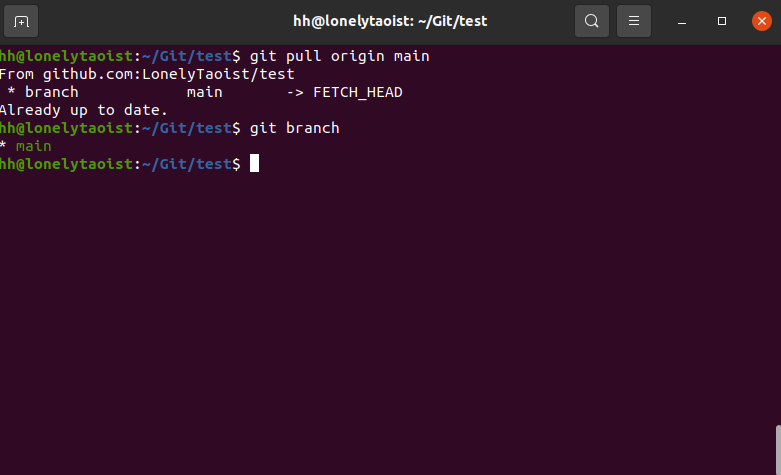 hh@lonelytaoist: ~/Git/test
hh@lonelytaoist:~/Git/test$ git pull origin main
From github.com:LonelyTaoist/test
 * branch            main       -> FETCH_HEAD
Already up to date.
hh@lonelytaoist:~/Git/test$ git branch
* main
hh@lonelytaoist:~/Git/test$